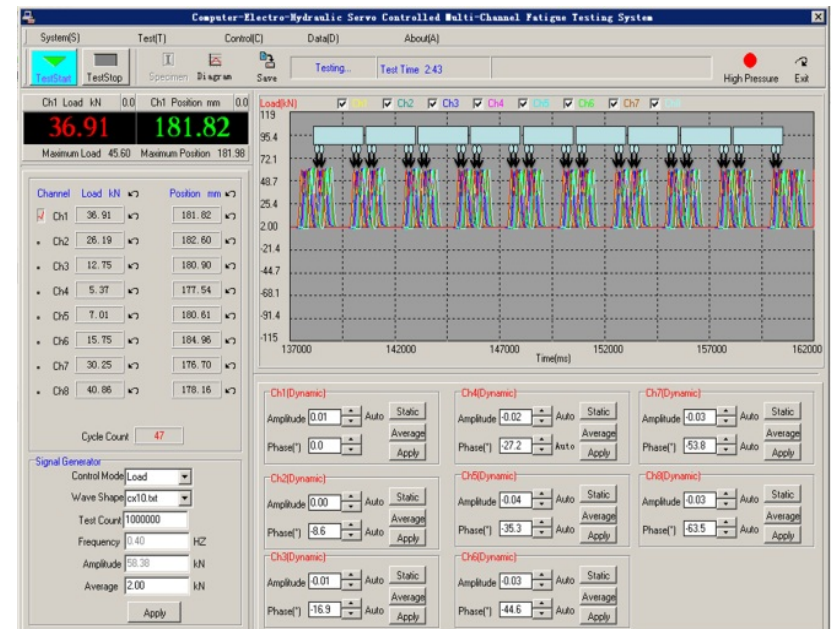 Computer-Electro-Hydraulic Servo Controlled Multi-Channel Fatigue Testing System
System(S) Test(T) Control(C) Data(D) About(A)
TestStart TestStop Specimen Diagram Save Testing... Test Time 2:43 High Pressure Exit
Ch1 Load kN 0.0 Ch1 Position mm 0.0
36.91 181.82
Maximum Load 45.60 Maximum Position 181.98
Channel Load kN Position mm
Ch1 36.91 181.82
Ch2 26.19 182.60
Ch3 12.75 180.90
Ch4 5.37 177.54
Ch5 7.01 180.61
Ch6 15.75 184.96
Ch7 30.25 176.70
Ch8 40.86 178.16
Cycle Count 47
Signal Generator
Control Mode Load
Wave Shape cx10.txt
Test Count 1000000
Frequency 0.40 HZ
Amplitude 58.38 kN
Average 2.00 kN
Apply
Load(kN) Ch1 Ch2 Ch3 Ch4 Ch5 Ch6 Ch7
119
95.4
72.1
48.7
25.4
2.00
-21.4
-44.7
-68.1
-91.4
-115
137000 142000 147000 152000 157000 162000
Time(ms)
Ch1(Dynamic)
Amplitude 0.01 Auto Static
Average
Phase(°) 0.0 Auto Apply
Ch2(Dynamic)
Amplitude 0.00 Auto Static
Average
Phase(°) -8.6 Auto Apply
Ch3(Dynamic)
Amplitude -0.01 Auto Static
Average
Phase(°) -16.9 Auto Apply
Ch4(Dynamic)
Amplitude -0.02 Auto Static
Average
Phase(°) -27.2 Auto Apply
Ch5(Dynamic)
Amplitude -0.04 Auto Static
Average
Phase(°) -35.3 Auto Apply
Ch6(Dynamic)
Amplitude -0.03 Auto Static
Average
Phase(°) -44.6 Auto Apply
Ch7(Dynamic)
Amplitude -0.03 Auto Static
Average
Phase(°) -53.8 Auto Apply
Ch8(Dynamic)
Amplitude -0.03 Auto Static
Average
Phase(°) -63.5 Auto Apply